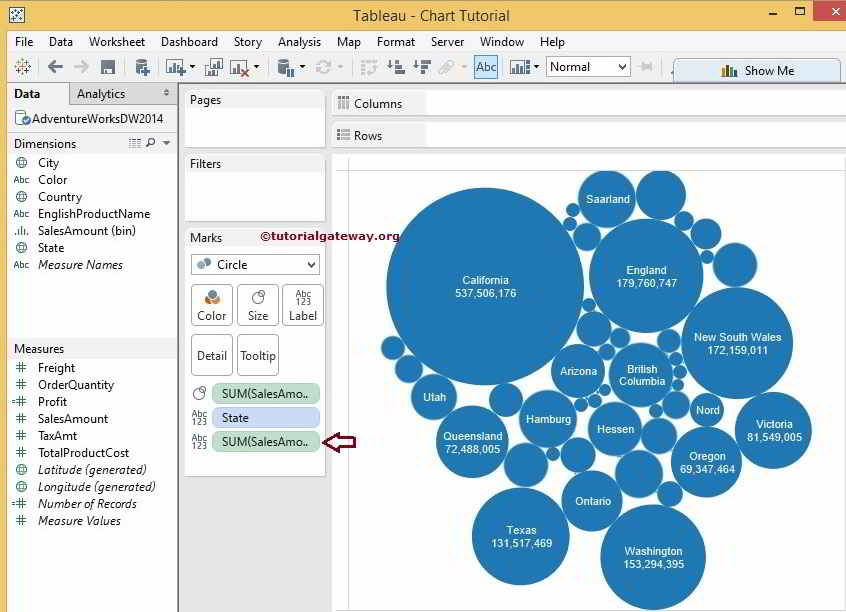 Tableau - Chart Tutorial
File Data Worksheet Dashboard Story Analysis Map Format Server Window Help
Abc Normal Show Me
Data Analytics
AdventureWorksDW2014
Dimensions
City
Abc Color
Country
Abc EnglishProductName
SalesAmount (bin)
State
Abc Measure Names
Measures
Freight
OrderQuantity
Profit
SalesAmount
TaxAmt
TotalProductCost
Latitude (generated)
Longitude (generated)
Number of Records
Measure Values
Pages
Filters
Marks
©tutorialgateway.org
Circle
Abc
123
Color Size Label
Detail Tooltip
SUM(SalesAmo..
Abc
123 State
Abc
123 SUM(SalesAmo..
Columns
Rows
Saarland
California
537,506,176
England
179,760,747
New South Wales
172,159,011
Arizona
British
Columbia
Utah
Hamburg
Nord
Queensland
72,488,005
Hessen
Victoria
81,549,005
Oregon
69,347,464
Ontario
Texas
131,517,469
Washington
153,294,395